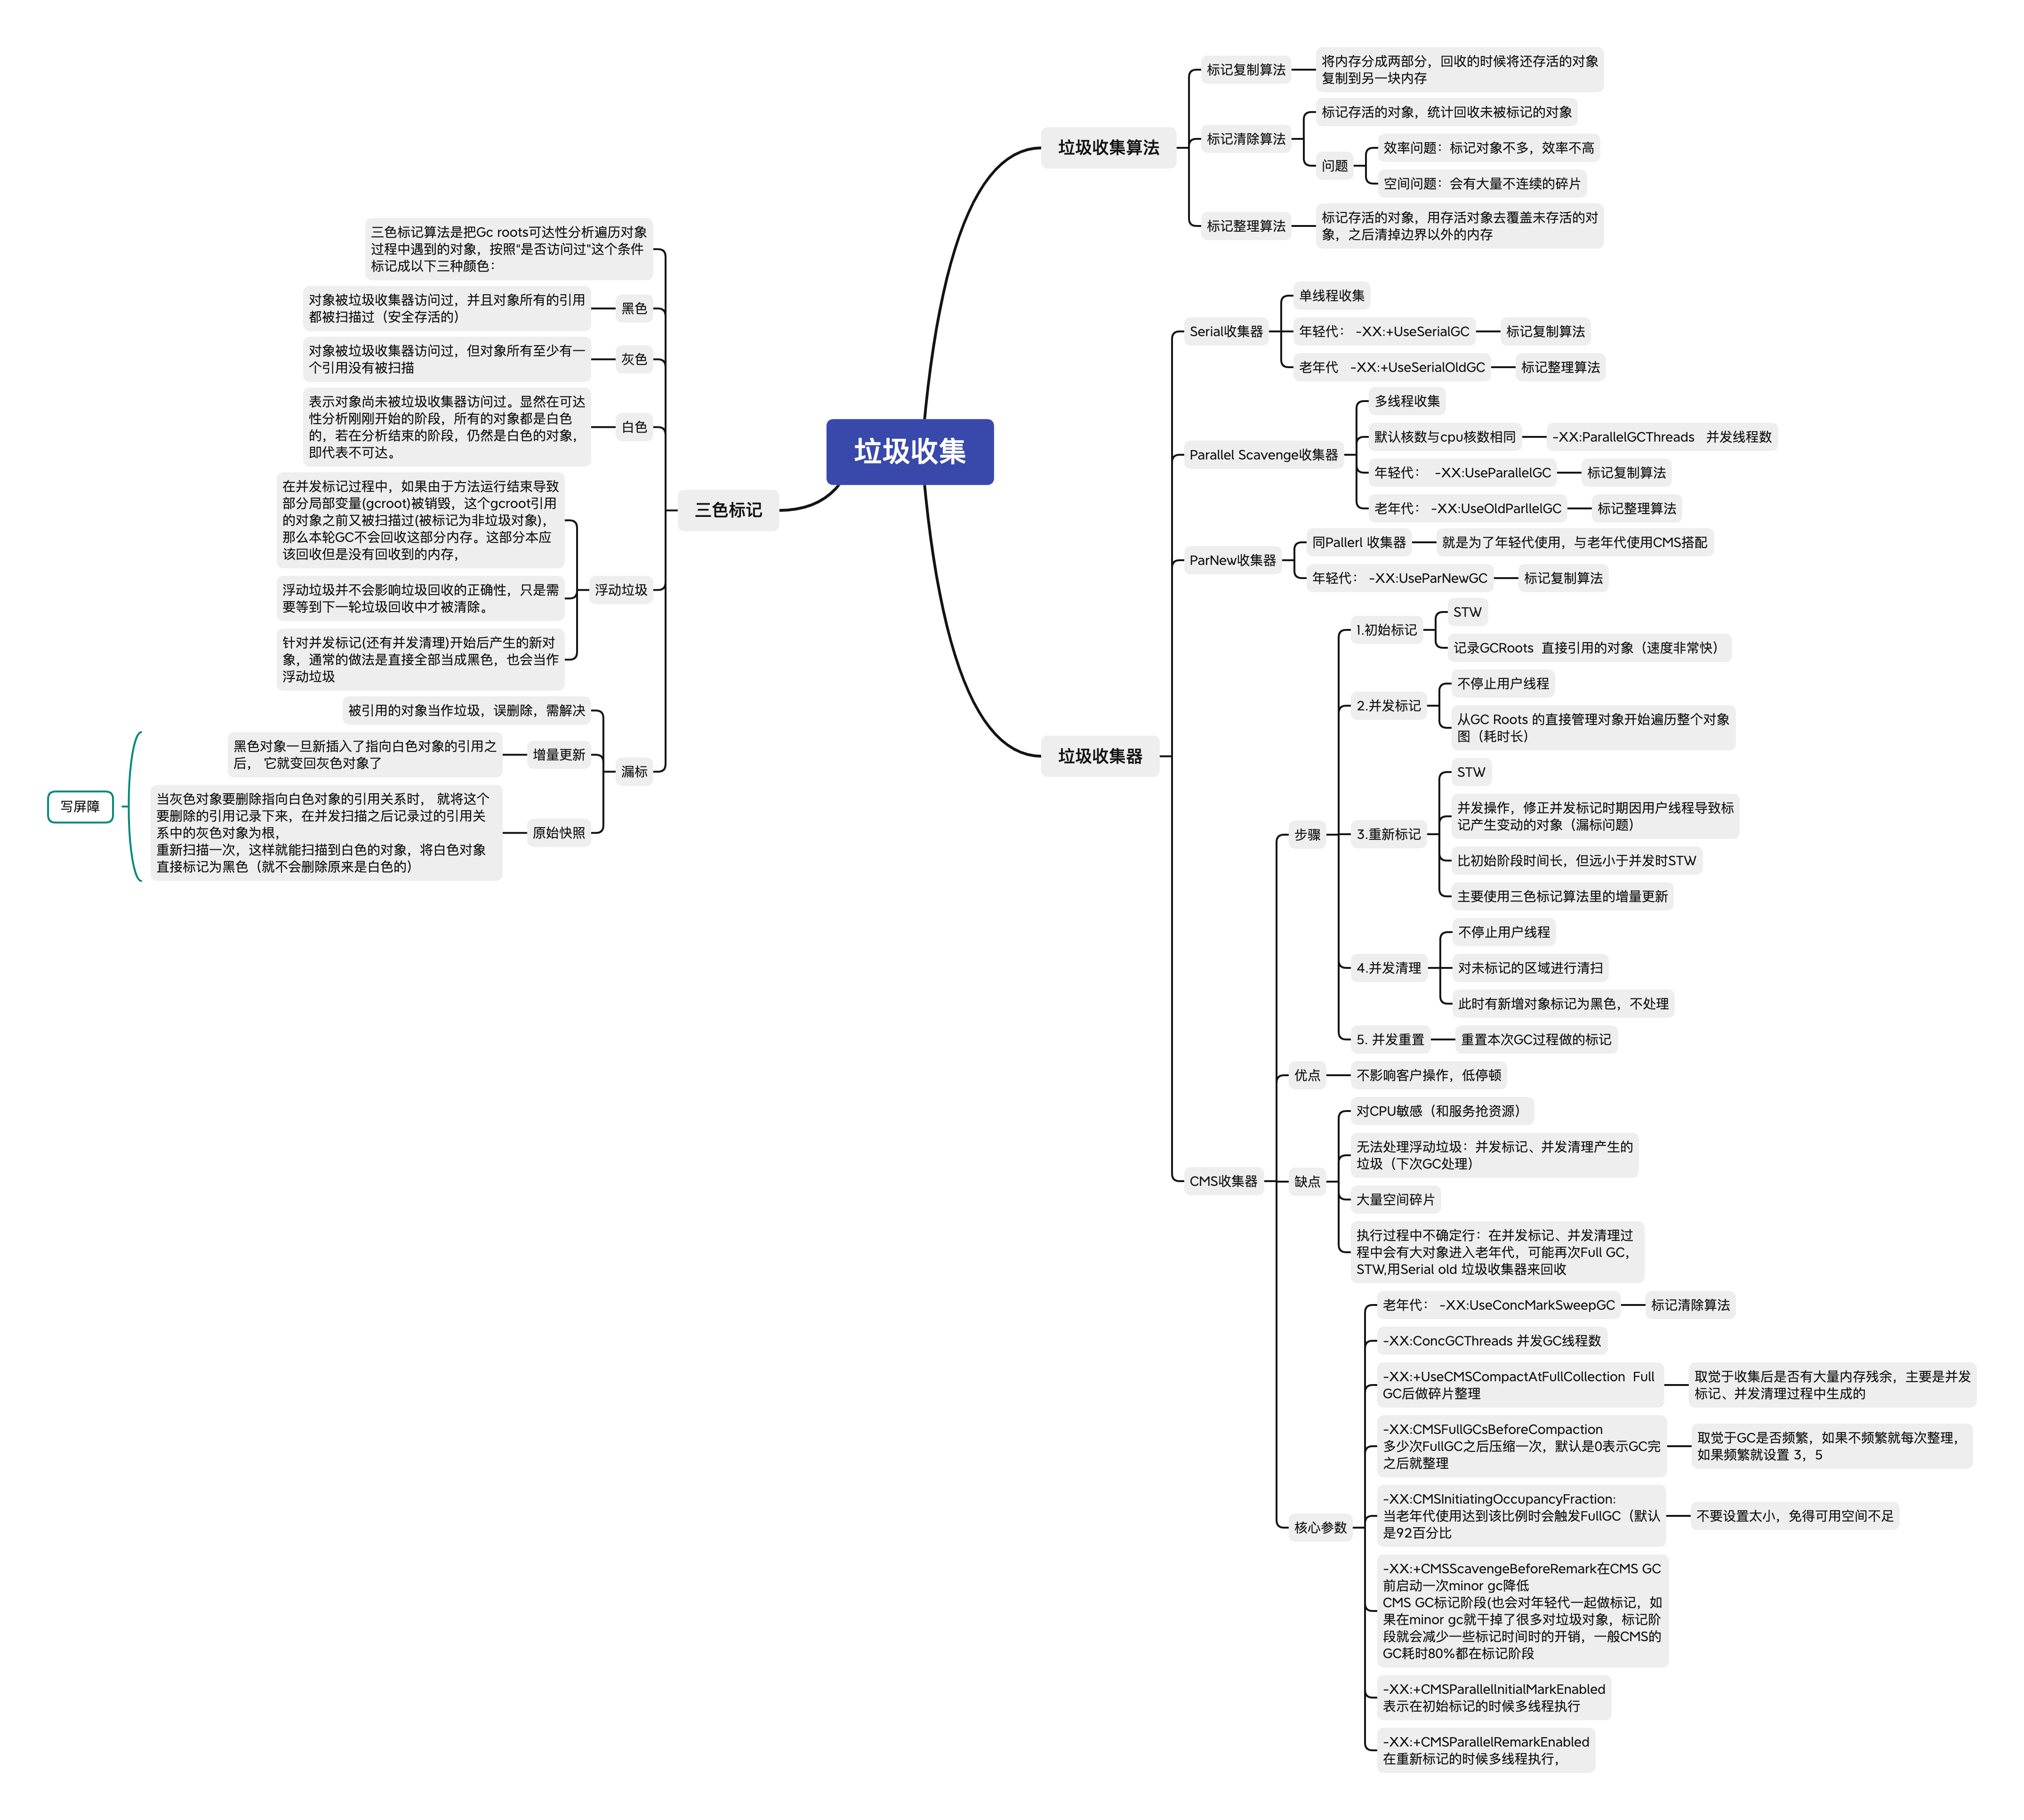 垃圾收集
垃圾收集算法
标记复制算法
将内存分成两部分，回收的时候将还存活的对象
复制到另一块内存
标记清除算法
标记存活的对象，统计回收未被标记的对象
问题
效率问题：标记对象不多，效率不高
空间问题：会有大量不连续的碎片
标记整理算法
标记存活的对象，用存活对象去覆盖未存活的对
象，之后清掉边界以外的内存
垃圾收集器
Serial收集器
单线程收集
年轻代： -XX:+UseSerialGC
标记复制算法
老年代 -XX:+UseSerialOldGC
标记整理算法
Parallel Scavenge收集器
多线程收集
默认核数与cpu核数相同
-XX:ParallelGCThreads 并发线程数
年轻代： -XX:UseParallelGC
标记复制算法
老年代： -XX:UseOldParllelGC
标记整理算法
ParNew收集器
同Pallerl 收集器
就是为了年轻代使用，与老年代使用CMS搭配
年轻代： -XX:UseParNewGC
标记复制算法
CMS收集器
步骤
1.初始标记
STW
记录GCRoots 直接引用的对象（速度非常快）
2.并发标记
不停止用户线程
从GC Roots 的直接管理对象开始遍历整个对象
图（耗时长）
3.重新标记
STW
并发操作，修正并发标记时期因用户线程导致标
记产生变动的对象（漏标问题）
比初始阶段时间长，但远小于并发时STW
主要使用三色标记算法里的增量更新
4.并发清理
不停止用户线程
对未标记的区域进行清扫
此时有新增对象标记为黑色，不处理
5. 并发重置
重置本次GC过程做的标记
优点
不影响客户操作，低停顿
缺点
对CPU敏感（和服务抢资源）
无法处理浮动垃圾：并发标记、并发清理产生的
垃圾（下次GC处理）
大量空间碎片
执行过程中不确定行：在并发标记、并发清理过
程中会有大对象进入老年代，可能再次Full GC，
STW,用Serial old 垃圾收集器来回收
核心参数
老年代： -XX:UseConcMarkSweepGC
标记清除算法
-XX:ConcGCThreads 并发GC线程数
-XX:+UseCMSCompactAtFullCollection Full
GC后做碎片整理
取觉于收集后是否有大量内存残余，主要是并发
标记、并发清理过程中生成的
-XX:CMSFullGCsBeforeCompaction
多少次FullGC之后压缩一次，默认是0表示GC完
之后就整理
取觉于GC是否频繁，如果不频繁就每次整理，
如果频繁就设置 3，5
-XX:CMSInitiatingOccupancyFraction:
当老年代使用达到该比例时会触发FullGC（默认
是92百分比
不要设置太小，免得可用空间不足
-XX:+CMSScavengeBeforeRemark在CMS GC
前启动一次minor gc降低
CMS GC标记阶段(也会对年轻代一起做标记，如
果在minor gc就干掉了很多对垃圾对象，标记阶
段就会减少一些标记时间时的开销，一般CMS的
GC耗时80%都在标记阶段
-XX:+CMSParallellnitialMarkEnabled
表示在初始标记的时候多线程执行
-XX:+CMSParallelRemarkEnabled
在重新标记的时候多线程执行，
三色标记
三色标记算法是把Gc roots可达性分析遍历对象
过程中遇到的对象，按照"是否访问过"这个条件
标记成以下三种颜色：
黑色
对象被垃圾收集器访问过，并且对象所有的引用
都被扫描过（安全存活的）
灰色
对象被垃圾收集器访问过，但对象所有至少有一
个引用没有被扫描
白色
表示对象尚未被垃圾收集器访问过。显然在可达
性分析刚刚开始的阶段，所有的对象都是白色
的，若在分析结束的阶段，仍然是白色的对象，
即代表不可达。
浮动垃圾
在并发标记过程中，如果由于方法运行结束导致
部分局部变量(gcroot)被销毁，这个gcroot引用
的对象之前又被扫描过(被标记为非垃圾对象)，
那么本轮GC不会回收这部分内存。这部分本应
该回收但是没有回收到的内存，
浮动垃圾并不会影响垃圾回收的正确性，只是需
要等到下一轮垃圾回收中才被清除。
针对并发标记(还有并发清理)开始后产生的新对
象，通常的做法是直接全部当成黑色，也会当作
浮动垃圾
漏标
被引用的对象当作垃圾，误删除，需解决
增量更新
黑色对象一旦新插入了指向白色对象的引用之
后， 它就变回灰色对象了
原始快照
当灰色对象要删除指向白色对象的引用关系时， 就将这个
要删除的引用记录下来，在并发扫描之后记录过的引用关
系中的灰色对象为根，
重新扫描一次，这样就能扫描到白色的对象，将白色对象
直接标记为黑色（就不会删除原来是白色的）
写屏障